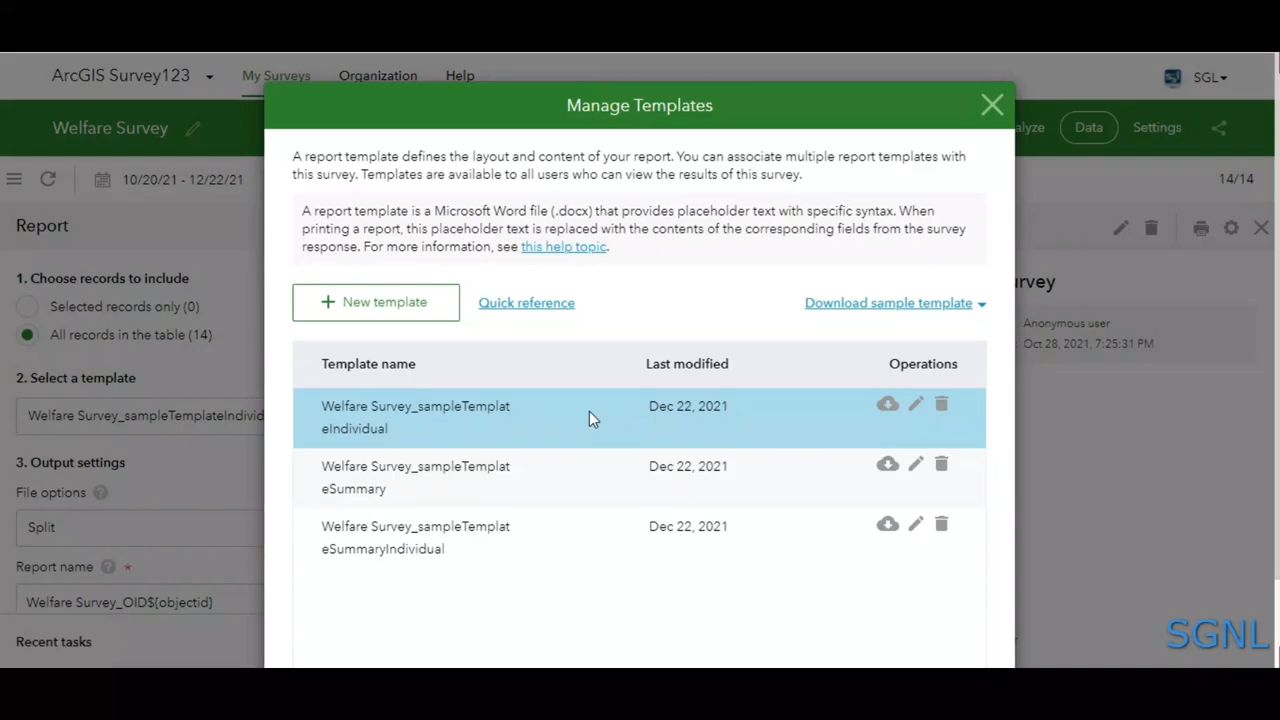 ArcGIS Survey123
My Surveys
Organization
Help
SGL
Welfare Survey
alyze
Data
Settings
10/20/21 - 12/22/21
14/14
Report
1. Choose records to include
Selected records only (0)
All records in the table (14)
2. Select a template
Welfare Survey_sampleTemplateIndivid
3. Output settings
File options
Split
Report name *
Welfare Survey_OID${objectid}
Recent tasks
Manage Templates
A report template defines the layout and content of your report. You can associate multiple report templates with
this survey. Templates are available to all users who can view the results of this survey.
A report template is a Microsoft Word file (.docx) that provides placeholder text with specific syntax. When
printing a report, this placeholder text is replaced with the contents of the corresponding fields from the survey
response. For more information, see this help topic.
+ New template
Quick reference
Download sample template
Template name
Last modified
Operations
Welfare Survey_sampleTemplat
eIndividual
Dec 22, 2021
Welfare Survey_sampleTemplat
eSummary
Dec 22, 2021
Welfare Survey_sampleTemplat
eSummaryIndividual
Dec 22, 2021
urvey
Anonymous user
Oct 28, 2021, 7:25:31 PM
SGNL